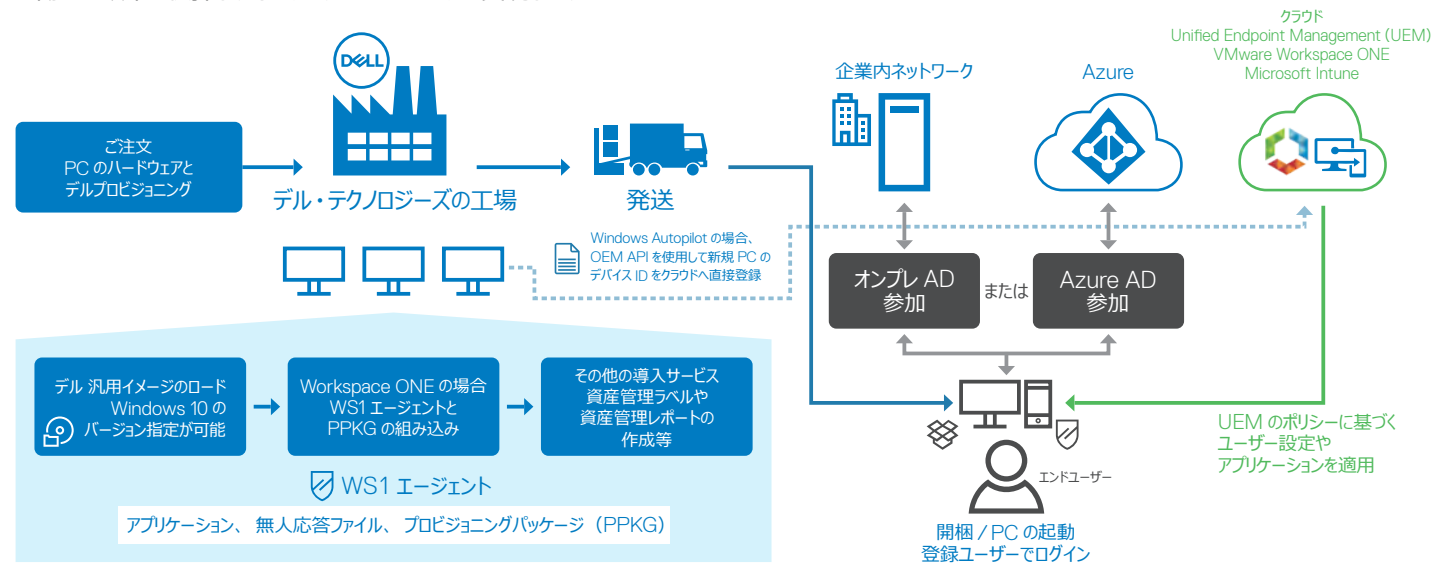 クラウド
Unified Endpoint Management (UEM)
VMware Workspace ONE
Microsoft Intune
DELL
企業内ネットワーク
Azure
ご注文
PC のハードウェアと
デルプロビジョニング
デル・テクノロジーズの工場
発送
Windows Autopilot の場合、
OEM API を使用して新規 PC の
デバイス ID をクラウドへ直接登録
オンプレ AD
参加
または
Azure AD
参加
デル 汎用イメージのロード
Windows 10 の
バージョン指定が可能
Workspace ONE の場合
WS1 エージェントと
PPKG の組み込み
その他の導入サービス
資産管理ラベルや
資産管理レポートの
作成等
WS1 エージェント
アプリケーション、 無人応答ファイル、 プロビジョニングパッケージ (PPKG)
UEM のポリシーに基づく
ユーザー設定や
アプリケーションを適用
エンドユーザー
開梱 / PC の起動
登録ユーザーでログイン